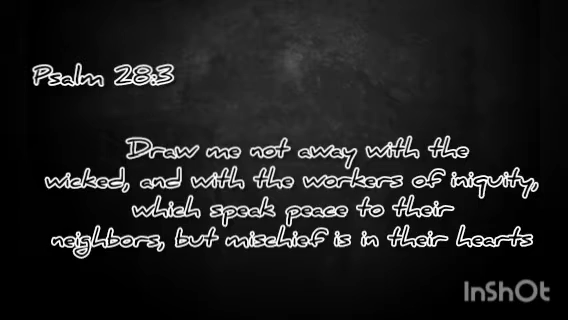 Psalm 28:3
Draw me not away with the
wicked, and with the workers of iniquity,
which speak peace to their
neighbors, but mischief is in their hearts
InShOt